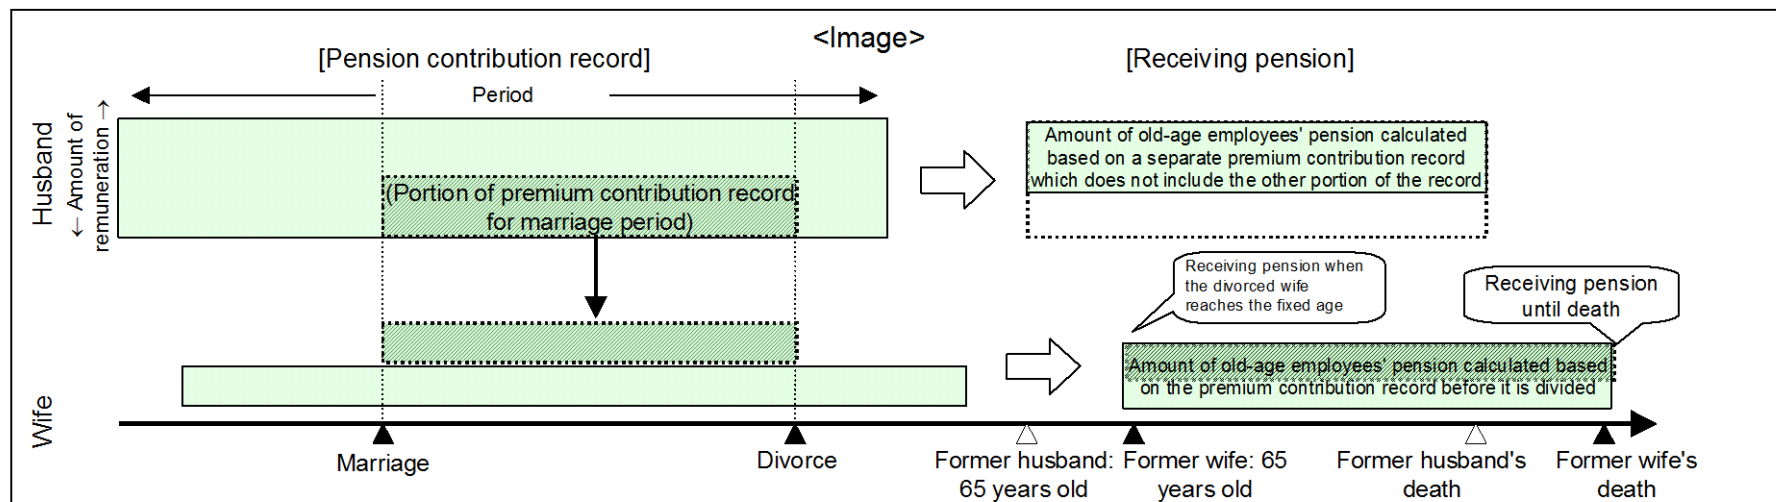 <Image>
[Pension contribution record]
[Receiving pension]
Period
Husband
← Amount of
remuneration →
(Portion of premium contribution record
for marriage period)
Amount of old-age employees' pension calculated
based on a separate premium contribution record
which does not include the other portion of the record
Receiving pension when
the divorced wife
reaches the fixed age
Receiving pension
until death
Amount of old-age employees' pension calculated based
on the premium contribution record before it is divided
Wife
Marriage
Divorce
Former husband:
65 years old
Former wife: 65
years old
Former husband's
death
Former wife's
death